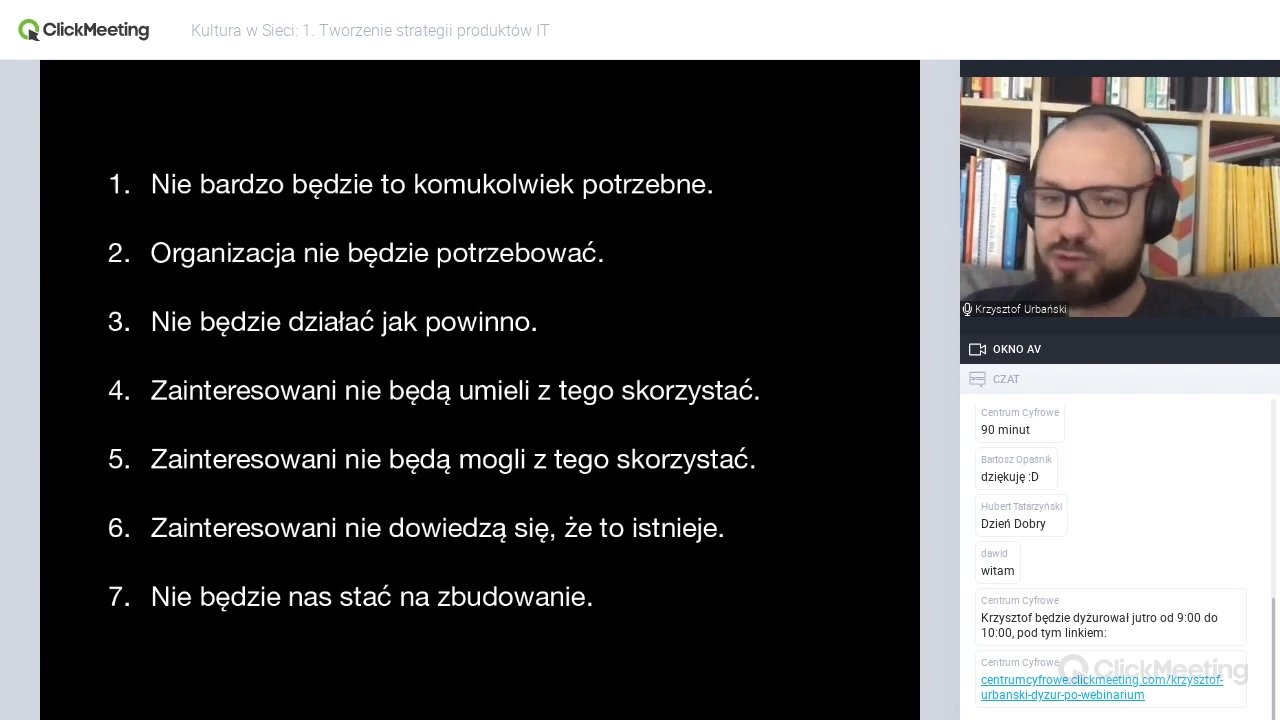 ClickMeeting
Kultura w Sieci: 1. Tworzenie strategii produktów IT
1. Nie bardzo będzie to komukolwiek potrzebne.
2. Organizacja nie będzie potrzebować.
3. Nie będzie działać jak powinno.
4. Zainteresowani nie będą umieli z tego skorzystać.
5. Zainteresowani nie będą mogli z tego skorzystać.
6. Zainteresowani nie dowiedzą się, że to istnieje.
7. Nie będzie nas stać na zbudowanie.
Krzysztof Urbański
OKNO AV
CZAT
Centrum Cyfrowe
90 minut
Bartosz Opaśnik
dziękuję :D
Hubert Tatarzyński
Dzień Dobry
dawid
witam
Centrum Cyfrowe
Krzysztof będzie dyżurował jutro od 9:00 do
10:00, pod tym linkiem:
Centrum Cyfrowe
centrumcyfrowe.clickmeeting.com/krzysztof-
urbanski-dyzur-po-webinarium
ClickMeeting